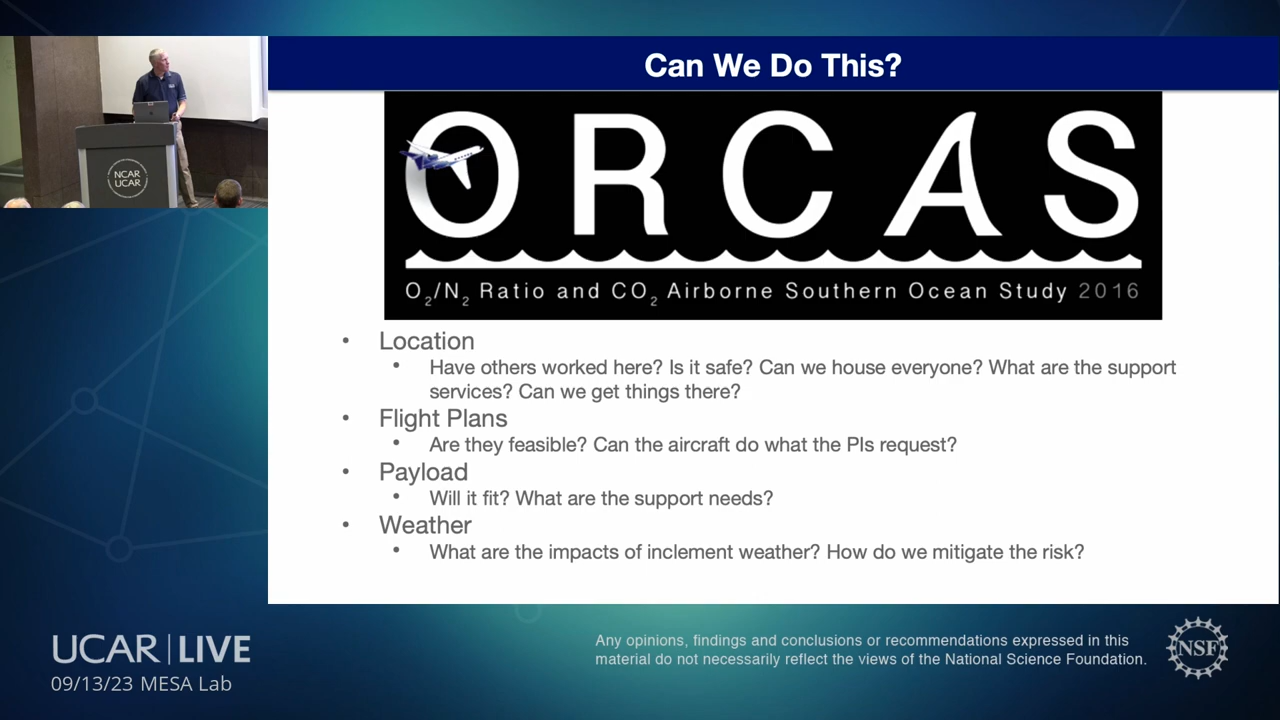 Can We Do This?
ORCAS
O₂/N₂ Ratio and CO₂ Airborne Southern Ocean Study 2016
NCAR
UCAR
• Location
• Have others worked here? Is it safe? Can we house everyone? What are the support
services? Can we get things there?
• Flight Plans
• Are they feasible? Can the aircraft do what the PIs request?
• Payload
• Will it fit? What are the support needs?
• Weather
• What are the impacts of inclement weather? How do we mitigate the risk?
UCAR | LIVE
09/13/23 MESA Lab
Any opinions, findings and conclusions or recommendations expressed in this
material do not necessarily reflect the views of the National Science Foundation.
NSF